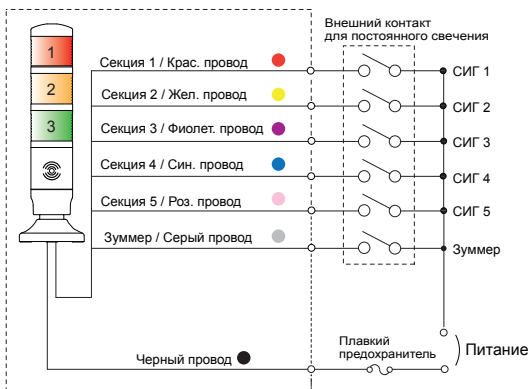 Внешний контакт
для постоянного свечения
1
2
3
Секция 1 / Крас. провод
СИГ 1
Секция 2 / Жел. провод
СИГ 2
Секция 3 / Фиолет. провод
СИГ 3
Секция 4 / Син. провод
СИГ 4
Секция 5 / Роз. провод
СИГ 5
Зуммер / Серый провод
Зуммер
Черный провод
Плавкий
предохранитель
Питание